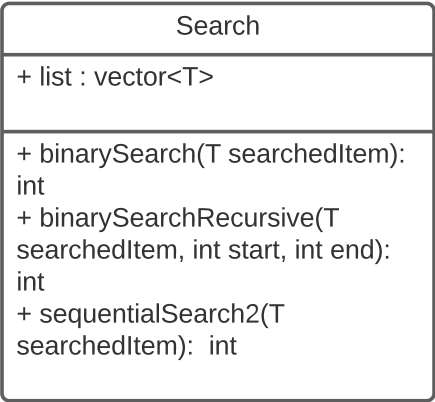 Search
+ list : vector<T>
+ binarySearch(T searchedItem):
int
+ binarySearchRecursive(T
searchedItem, int start, int end):
int
+ sequentialSearch2(T
searchedItem):  int